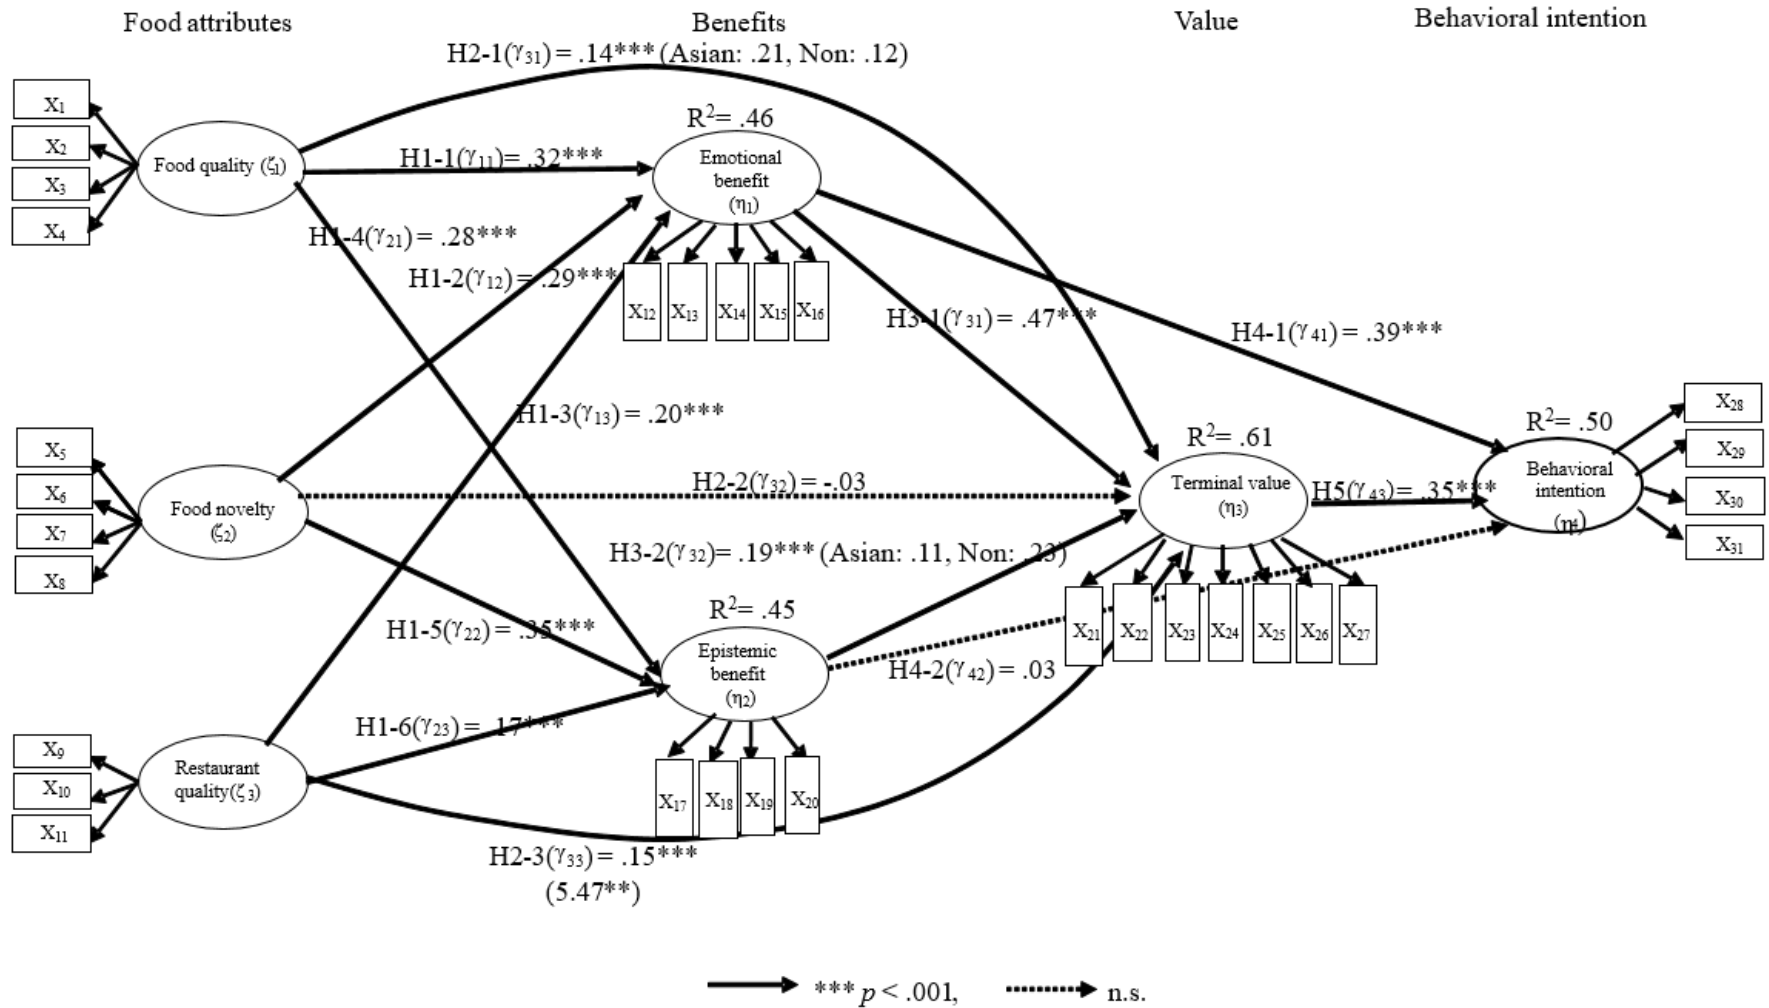 Food attributes
Benefits
Value
Behavioral intention
H2-1(γ31) = .14*** (Asian: .21, Non: .12)
X1
X2
X3
X4
Food quality (ζ1)
R2= .46
Emotional
benefit
(η1)
H1-1(γ11)= .32***
H1-4(γ21) = .28***
H1-2(γ12) = .29***
X12
X13
X14
X15
X16
H3-1(γ31) = .47***
H4-1(γ41) = .39***
H1-3(γ13) = .20***
X5
X6
X7
X8
Food novelty
(ζ2)
H2-2(γ32) = -.03
R2= .61
Terminal value
(η3)
H5(γ43) = .35***
R2= .50
Behavioral
intention
(η4)
X28
X29
X30
X31
H3-2(γ32)= .19*** (Asian: .11, Non: .23)
X21
X22
X23
X24
X25
X26
X27
H1-5(γ22) = .35***
R2= .45
Epistemic
benefit
(η2)
H4-2(γ42) = .03
H1-6(γ23) = .17***
X9
X10
X11
Restaurant
quality(ζ 3)
X17
X18
X19
X20
H2-3(γ33) = .15***
(5.47**)
*** p < .001,
n.s.